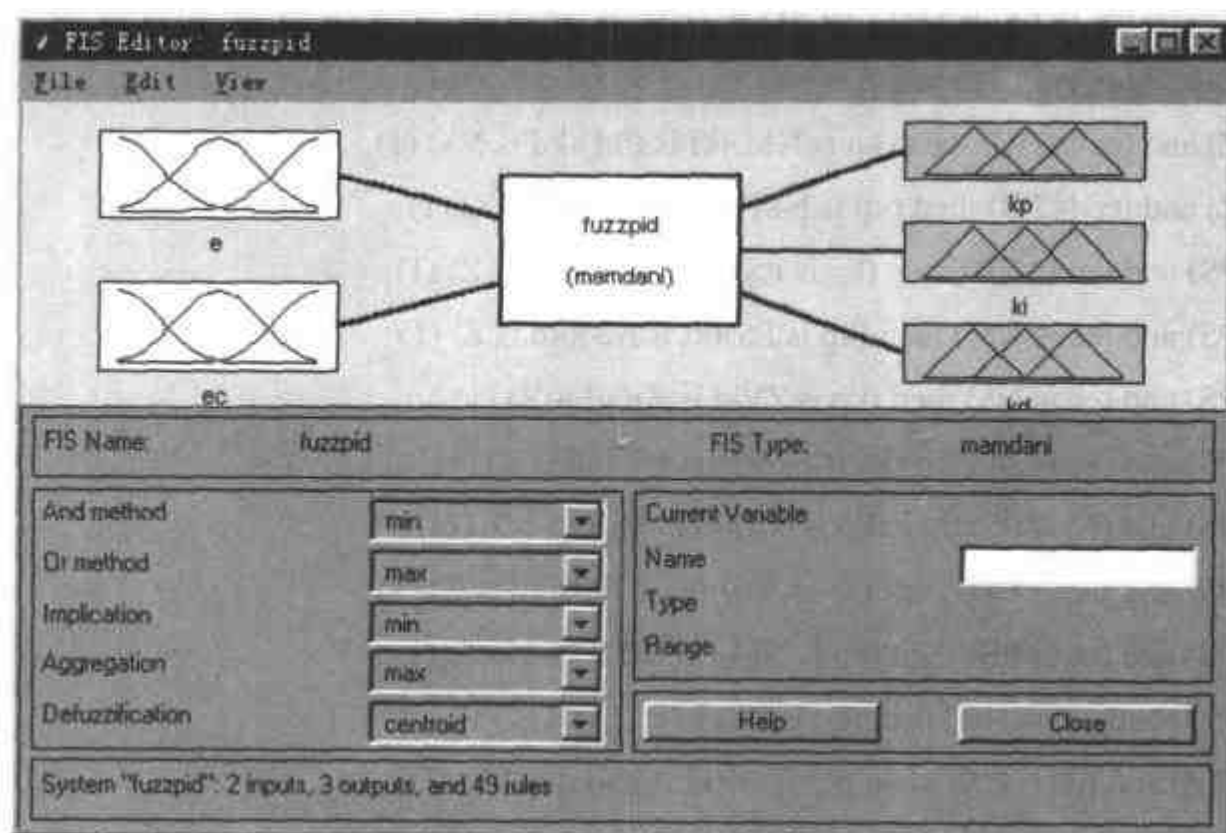 FIS Editor fuzzpid
File Edit View
e
ec
fuzzpid
(mamdani)
kp
ki
kd
FIS Name: fuzzpid FIS Type: mamdani
And method min
Or method max
Implication min
Aggregation max
Defuzzification centroid
Current Variable
Name
Type
Range
Help Close
System "fuzzpid": 2 inputs, 3 outputs, and 49 rules